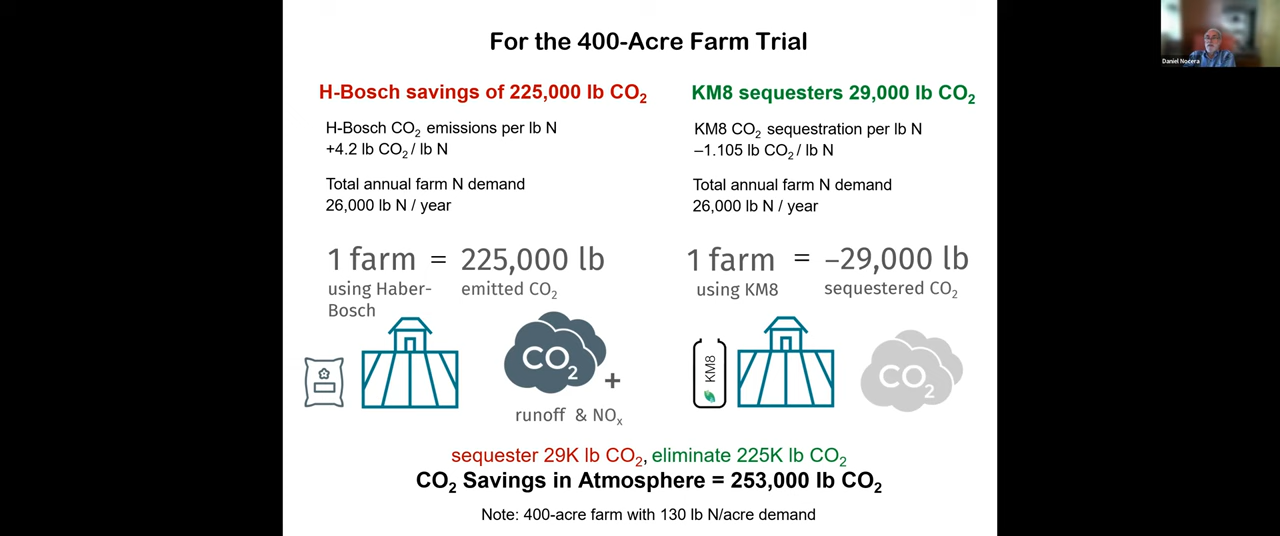 For the 400-Acre Farm Trial
H-Bosch savings of 225,000 lb CO₂
H-Bosch CO₂ emissions per lb N
+4.2 lb CO₂ / lb N
Total annual farm N demand
26,000 lb N / year
1 farm = 225,000 lb
using Haber-
Bosch
emitted CO₂
CO₂
+
runoff & NOₓ
KM8 sequesters 29,000 lb CO₂
KM8 CO₂ sequestration per lb N
–1.105 lb CO₂ / lb N
Total annual farm N demand
26,000 lb N / year
1 farm = –29,000 lb
using KM8
sequestered CO₂
KM8
CO₂
sequester 29K lb CO₂, eliminate 225K lb CO₂
CO₂ Savings in Atmosphere = 253,000 lb CO₂
Note: 400-acre farm with 130 lb N/acre demand
Daniel Nocera